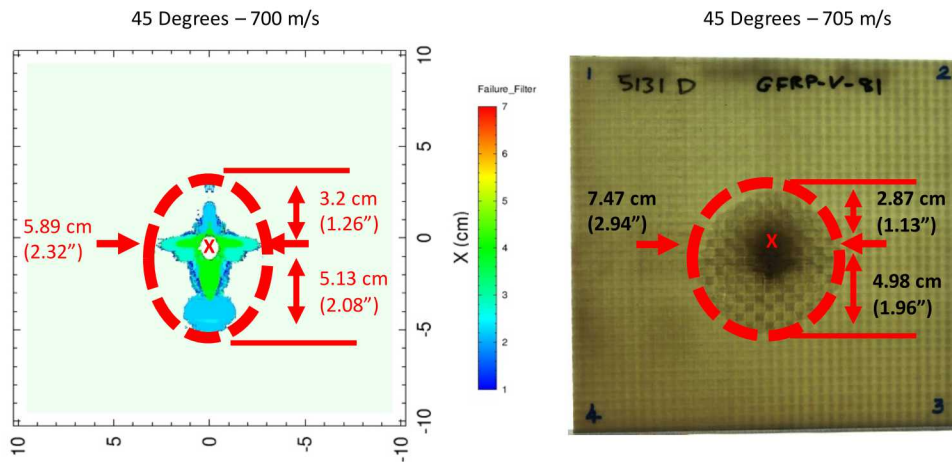 45 Degrees – 700 m/s
45 Degrees – 705 m/s
10
5
0
-5
-10
X (cm)
10
5
0
-5
-10
5.89 cm
(2.32”)
3.2 cm
(1.26”)
5.13 cm
(2.08”)
X
Failure_Filter
7
6
5
4
3
2
1
1
5131 D
GFRP-V-81
2
7.47 cm
(2.94”)
2.87 cm
(1.13”)
X
4.98 cm
(1.96”)
4
3